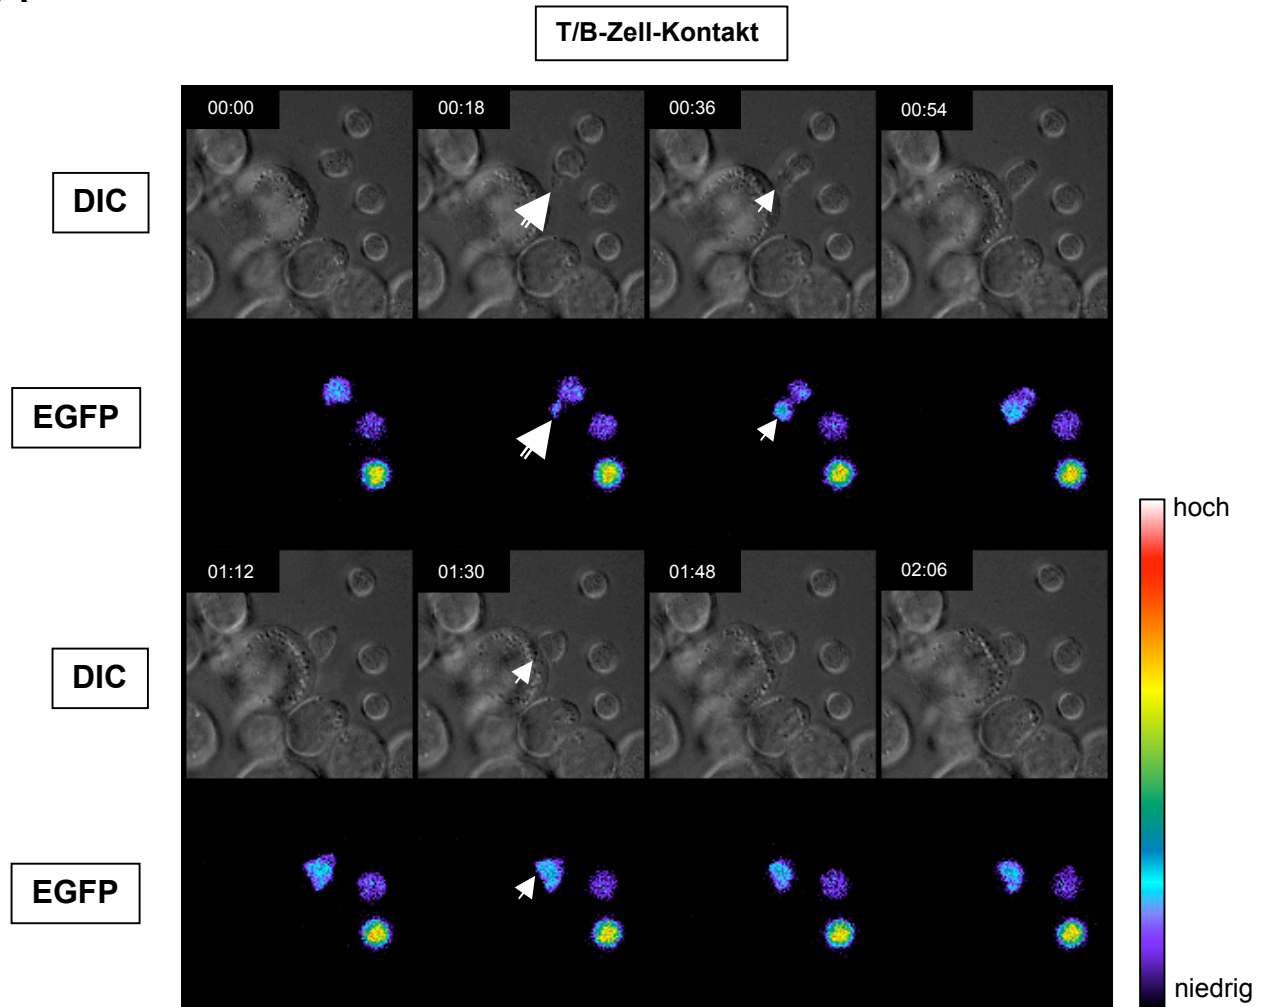 T/B-Zell-Kontakt
00:00 00:18 00:36 00:54
DIC
EGFP
hoch
01:12 01:30 01:48 02:06
DIC
EGFP
niedrig